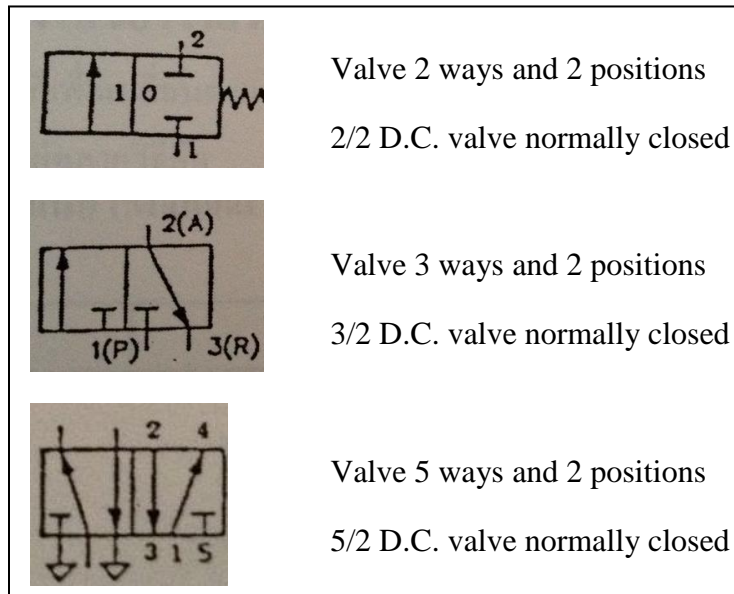 2
1 0
1
Valve 2 ways and 2 positions
2/2 D.C. valve normally closed
2(A)
1(P) 3(R)
Valve 3 ways and 2 positions
3/2 D.C. valve normally closed
2 4
3 1 5
Valve 5 ways and 2 positions
5/2 D.C. valve normally closed